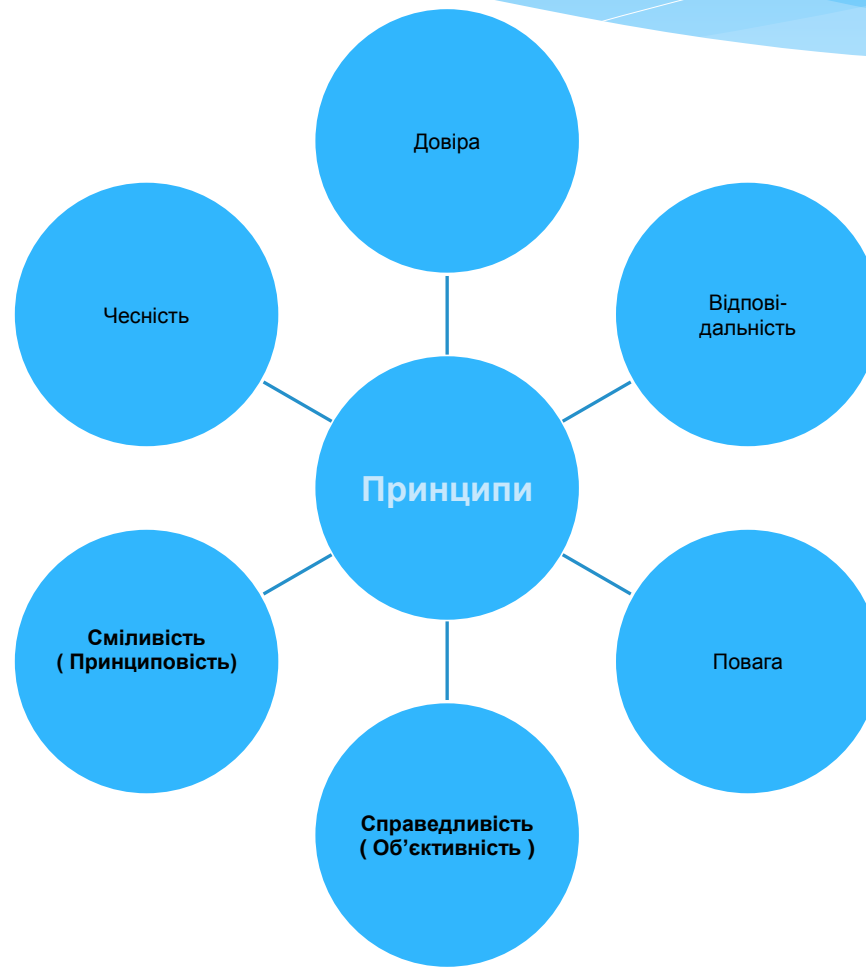 Довіра
Чесність
Відпові-
дальність
Принципи
Сміливість
( Принциповість)
Повага
Справедливість
( Об’єктивність )